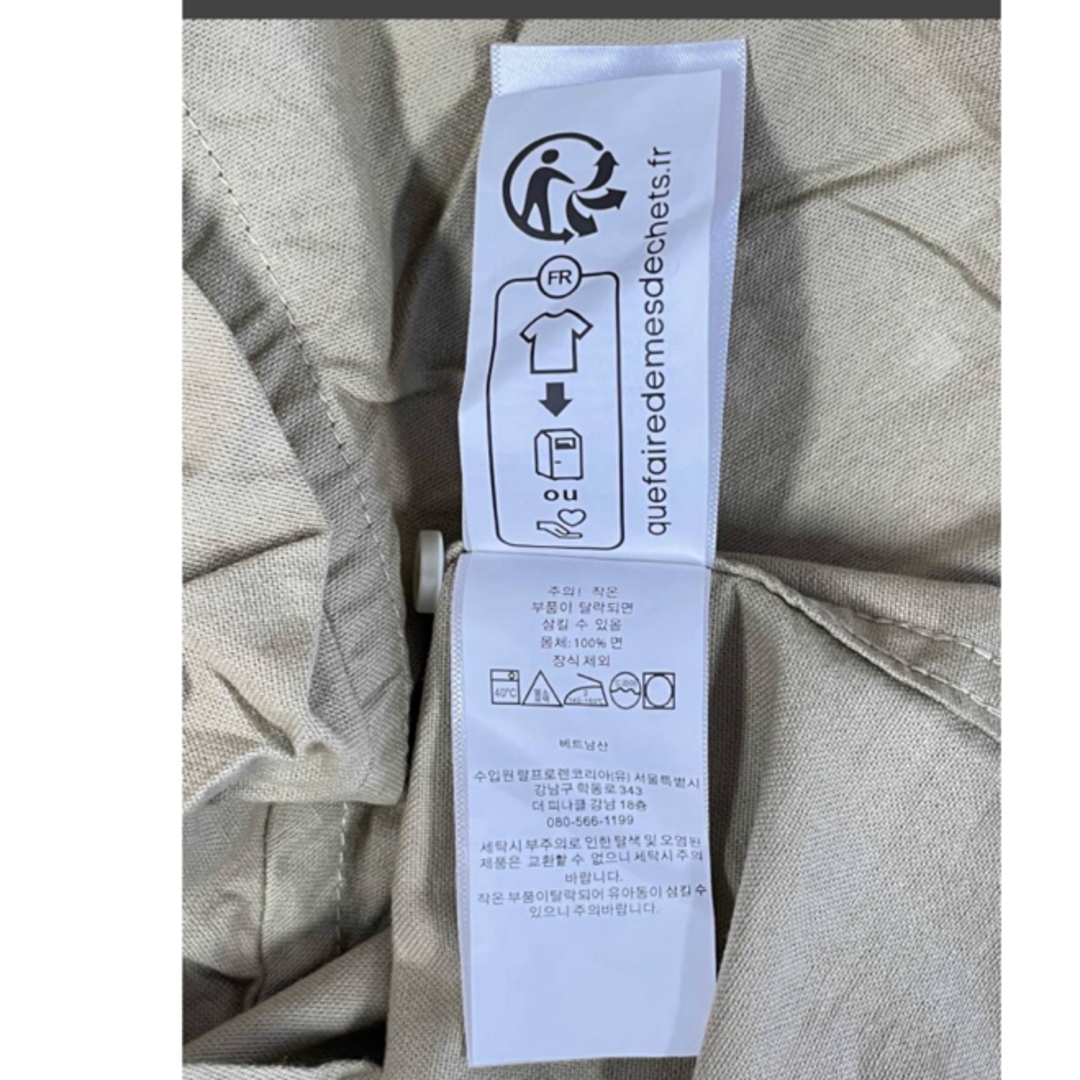 quefairedemesdechets.fr
FR
ou
주의! 작은
부품이 탈락되면
삼킬 수 있음
몸체: 100% 면
장식 제외
40°C
2
드라이
베트남산
수입원 랄프로렌코리아(유) 서울특별시
강남구 학동로 343
더 피나클 강남 18층
080-566-1199
세탁시 부주의로 인한 탈색 및 오염된
제품은 교환할 수 없으니 세탁시 주의
바랍니다.
작은 부품이탈락되어 유아동이 삼킬 수
있으니 주의바랍니다.